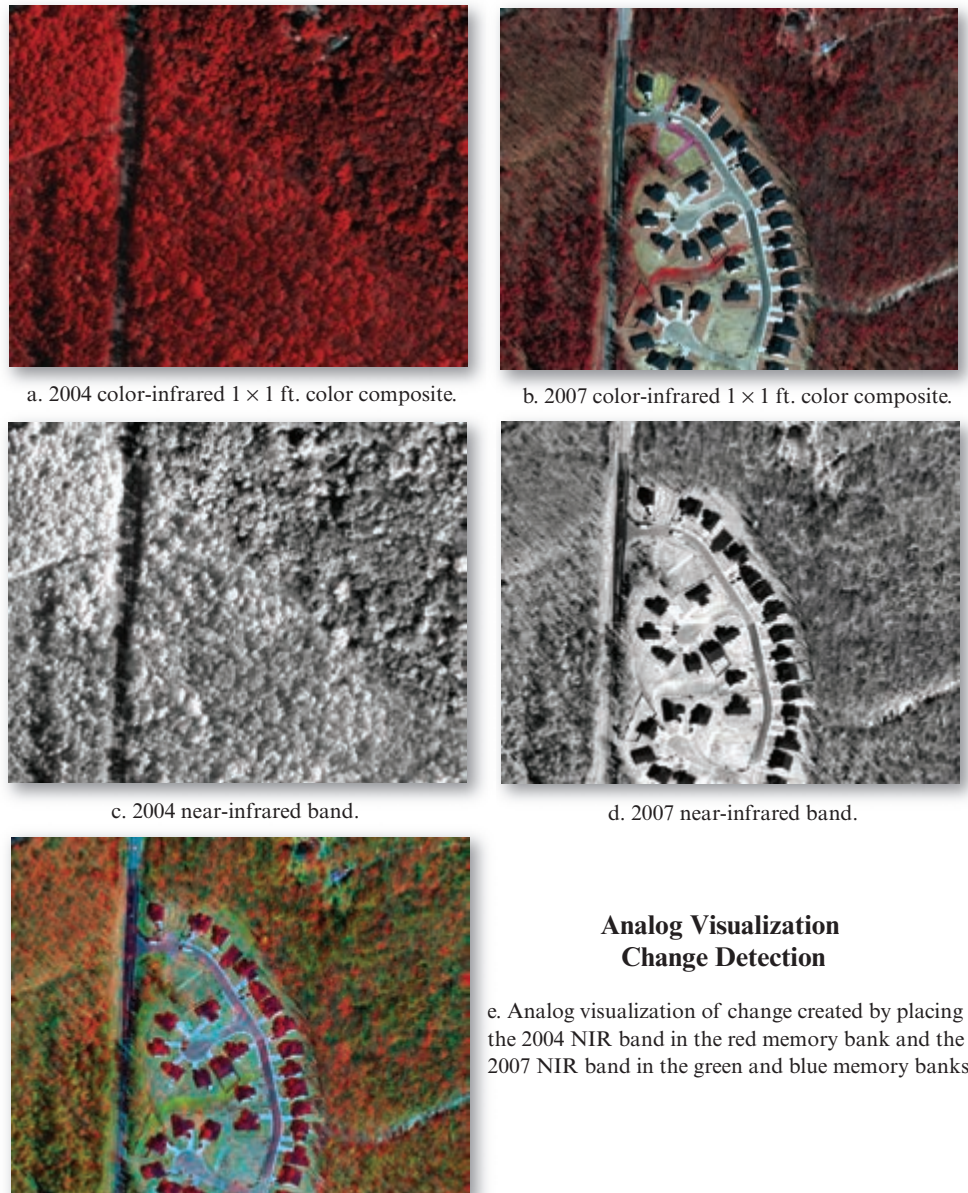 a. 2004 color-infrared 1 × 1 ft. color composite.
b. 2007 color-infrared 1 × 1 ft. color composite.
c. 2004 near-infrared band.
d. 2007 near-infrared band.
Analog Visualization
Change Detection
e. Analog visualization of change created by placing
the 2004 NIR band in the red memory bank and the
2007 NIR band in the green and blue memory banks